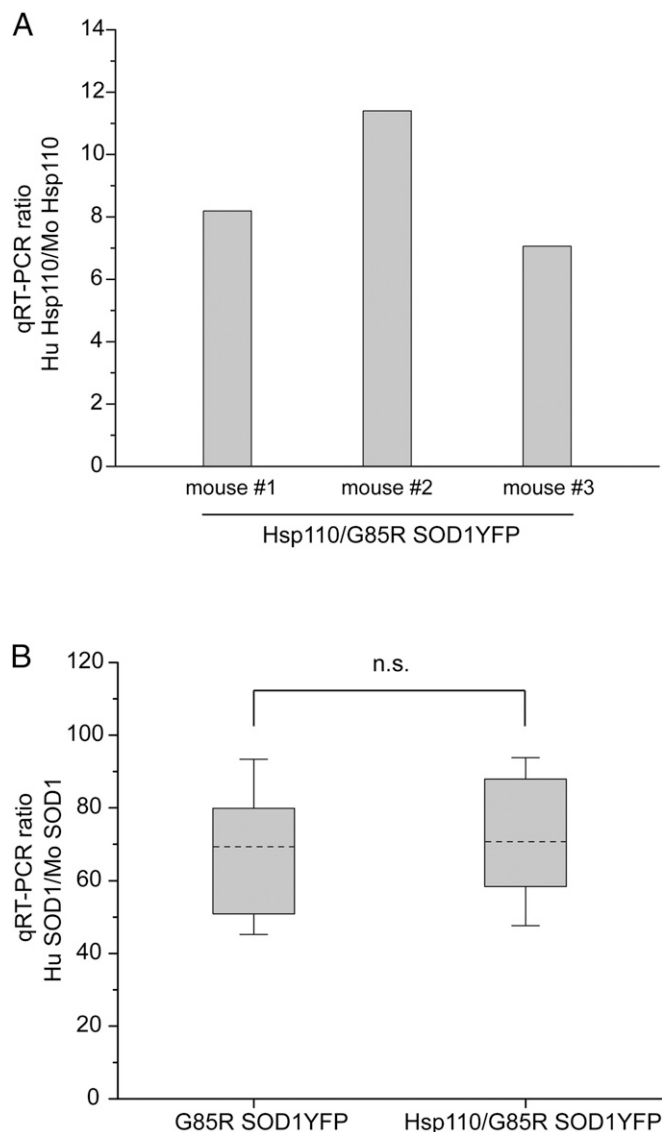 A
14
12
10
8
6
4
2
0
qRT-PCR ratio
Hu Hsp110/Mo Hsp110
mouse #1 mouse #2 mouse #3
Hsp110/G85R SOD1YFP
B
n.s.
120
100
80
60
40
20
0
qRT-PCR ratio
Hu SOD1/Mo SOD1
G85R SOD1YFP Hsp110/G85R SOD1YFP